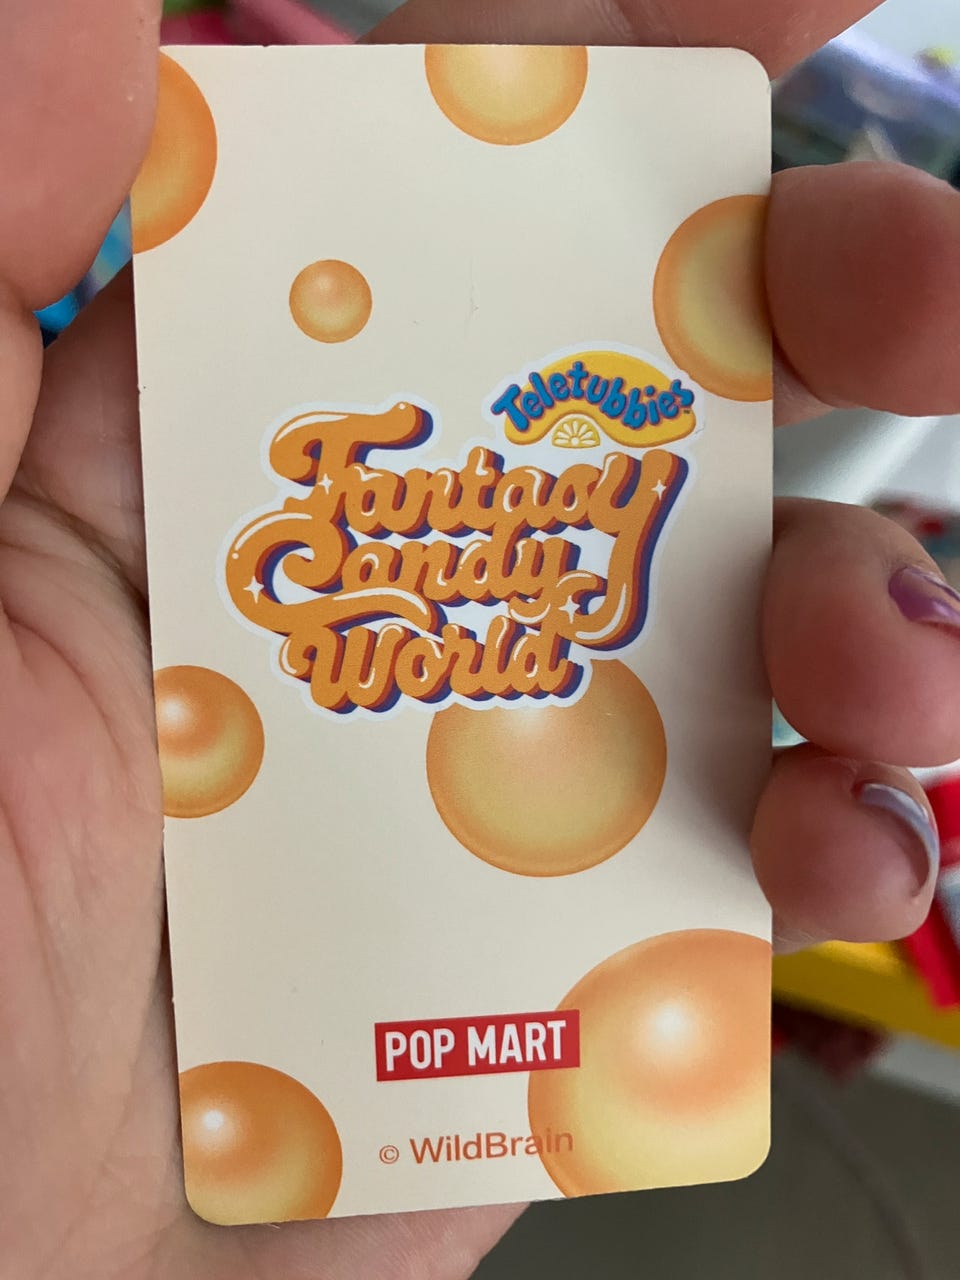 Teletubbies
Fantasy
Candy
World
POP MART
© WildBrain